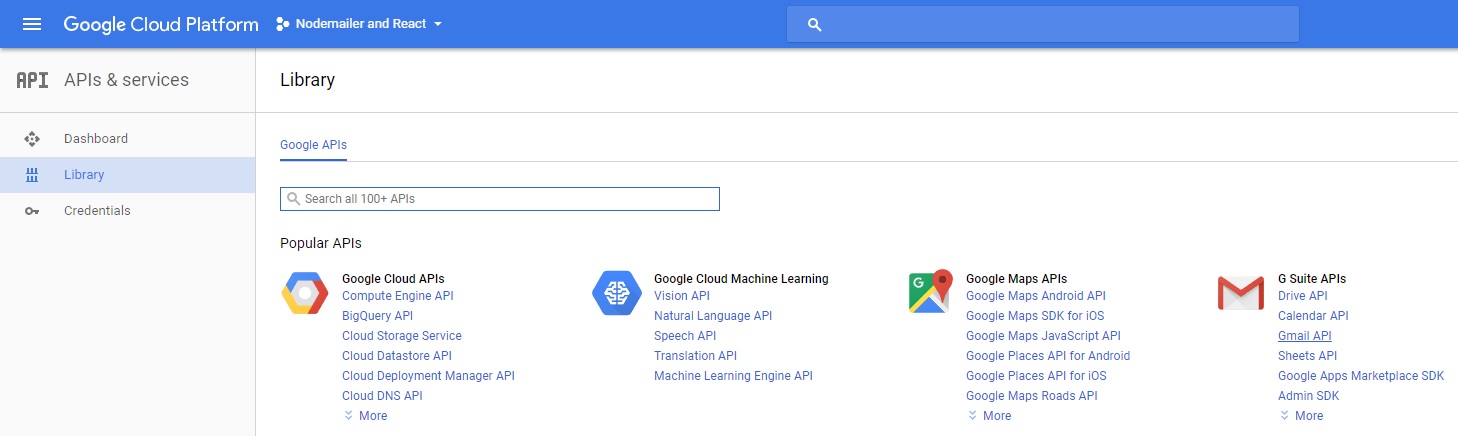 Google Cloud Platform Nodemailer and React
API APIs & services
Dashboard
Library
Credentials
Library
Google APIs
Search all 100+ APIs
Popular APIs
Google Cloud APIs
Compute Engine API
BigQuery API
Cloud Storage Service
Cloud Datastore API
Cloud Deployment Manager API
Cloud DNS API
More
Google Cloud Machine Learning
Vision API
Natural Language API
Speech API
Translation API
Machine Learning Engine API
G
Google Maps APIs
Google Maps Android API
Google Maps SDK for iOS
Google Maps JavaScript API
Google Places API for Android
Google Places API for iOS
Google Maps Roads API
More
G Suite APIs
Drive API
Calendar API
Gmail API
Sheets API
Google Apps Marketplace SDK
Admin SDK
More